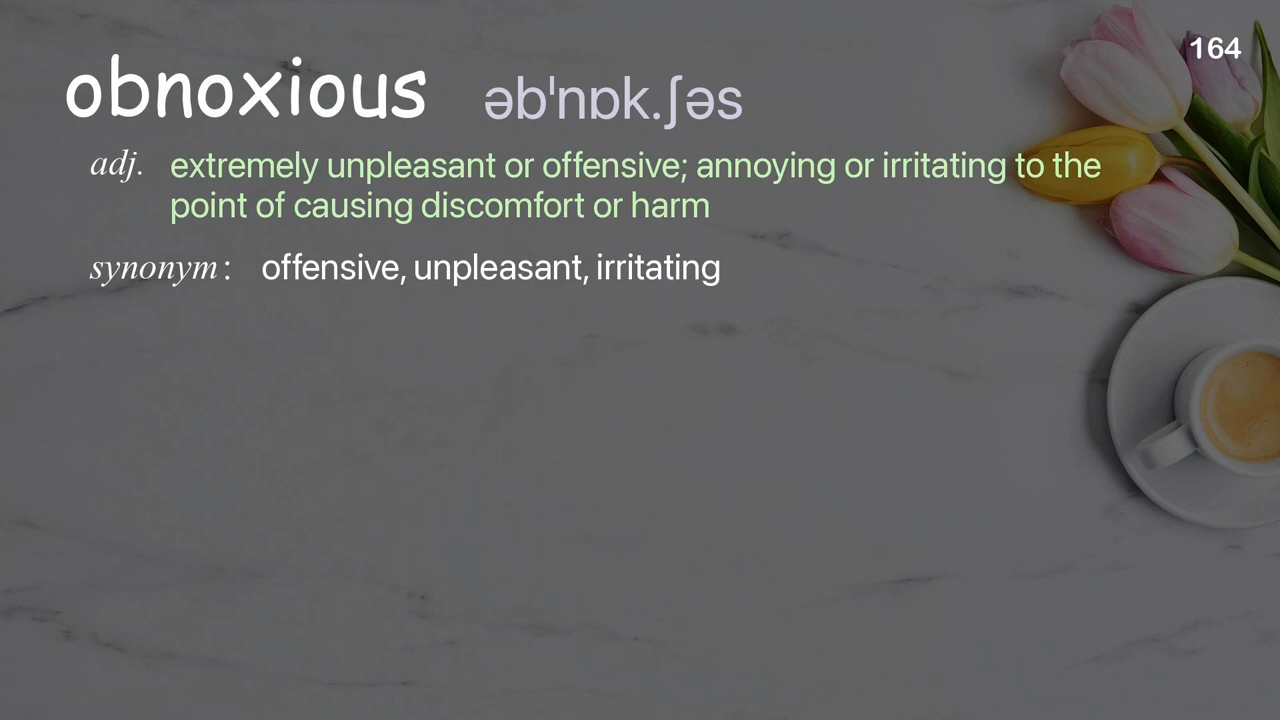 164
obnoxious əbˈnɒk.ʃəs
adj. extremely unpleasant or offensive; annoying or irritating to the
point of causing discomfort or harm
synonym: offensive, unpleasant, irritating